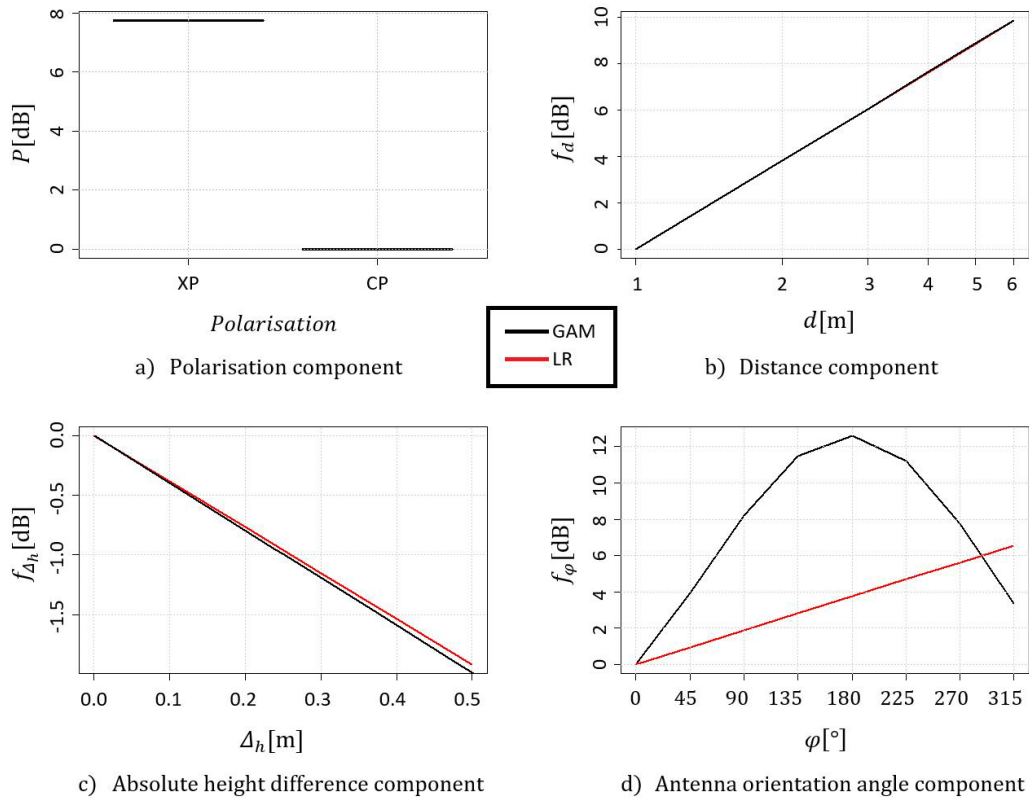 8
6
4
2
0
P[dB]
XP
CP
Polarisation
a) Polarisation component
10
8
6
4
2
0
f_d[dB]
1
2
3
4
5
6
d[m]
b) Distance component
GAM
LR
0.0
-0.5
-1.0
-1.5
f_Δh[dB]
0.0
0.1
0.2
0.3
0.4
0.5
Δ_h[m]
c) Absolute height difference component
12
10
8
6
4
2
0
f_φ[dB]
0
45
90
135
180
225
270
315
φ[°]
d) Antenna orientation angle component